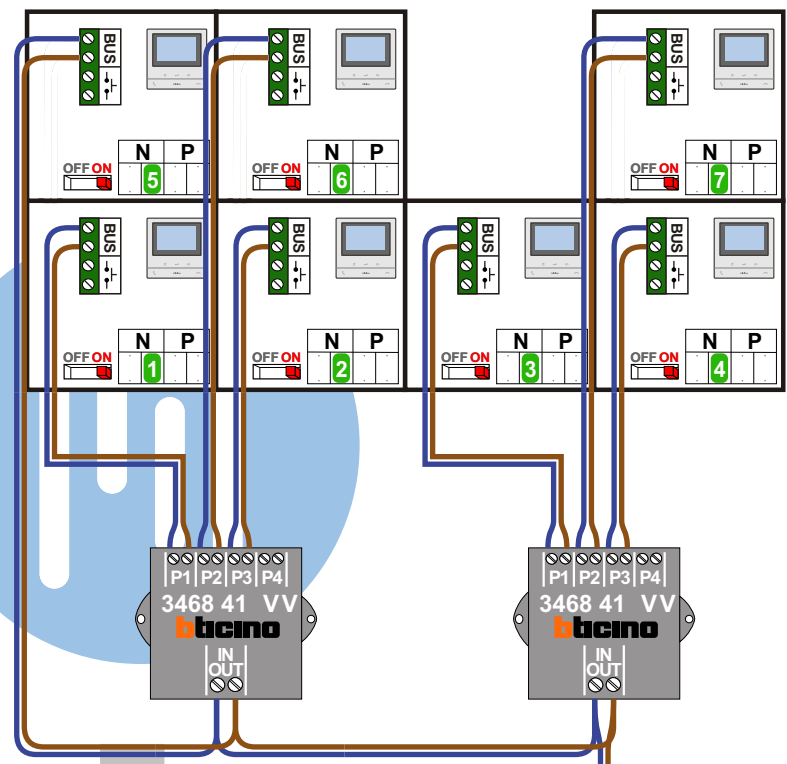 BUS BUS BUS
N P N P N P
OFF ON OFF ON OFF ON
5 6 7
BUS BUS BUS BUS
N P N P N P N P
OFF ON OFF ON OFF ON OFF ON
1 2 3 4
P1 P2 P3 P4 P1 P2 P3 P4
3468 41 VV 3468 41 VV
bticino bticino
IN IN
OUT OUT